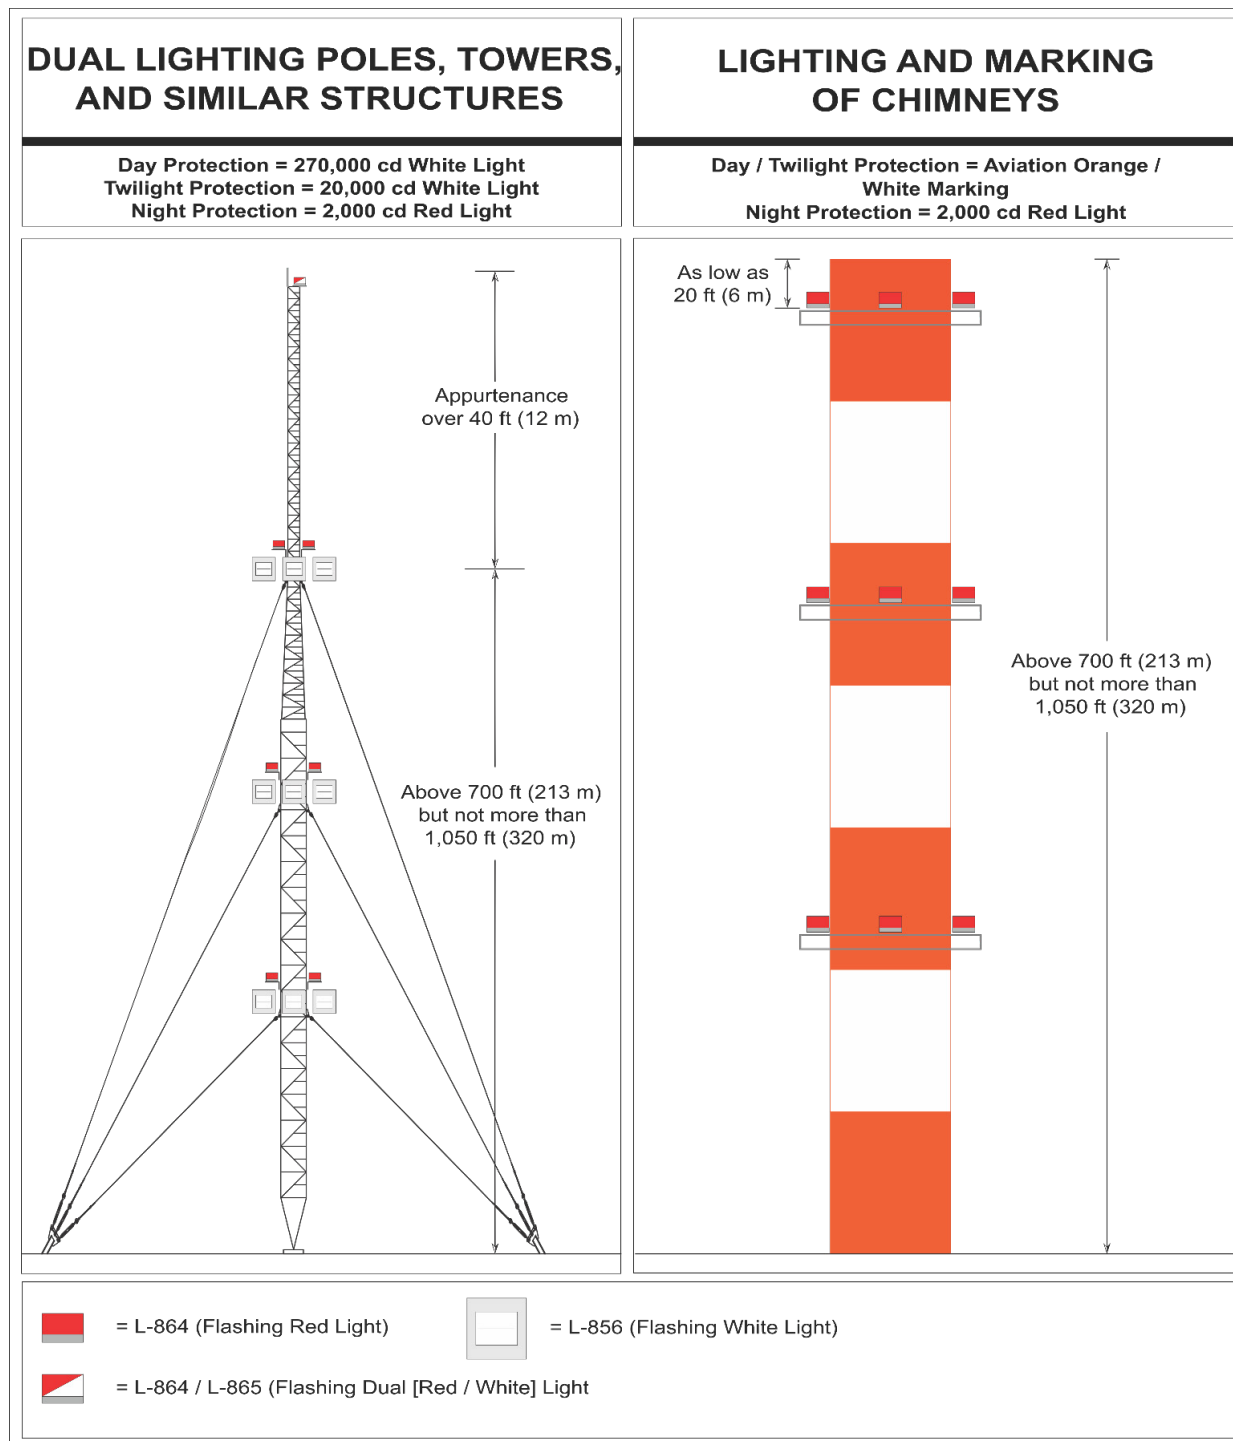 DUAL LIGHTING POLES, TOWERS,
AND SIMILAR STRUCTURES
Day Protection = 270,000 cd White Light
Twilight Protection = 20,000 cd White Light
Night Protection = 2,000 cd Red Light
Appurtenance
over 40 ft (12 m)
Above 700 ft (213 m)
but not more than
1,050 ft (320 m)
LIGHTING AND MARKING
OF CHIMNEYS
Day / Twilight Protection = Aviation Orange /
White Marking
Night Protection = 2,000 cd Red Light
As low as
20 ft (6 m)
Above 700 ft (213 m)
but not more than
1,050 ft (320 m)
= L-864 (Flashing Red Light)
= L-856 (Flashing White Light)
= L-864 / L-865 (Flashing Dual [Red / White] Light